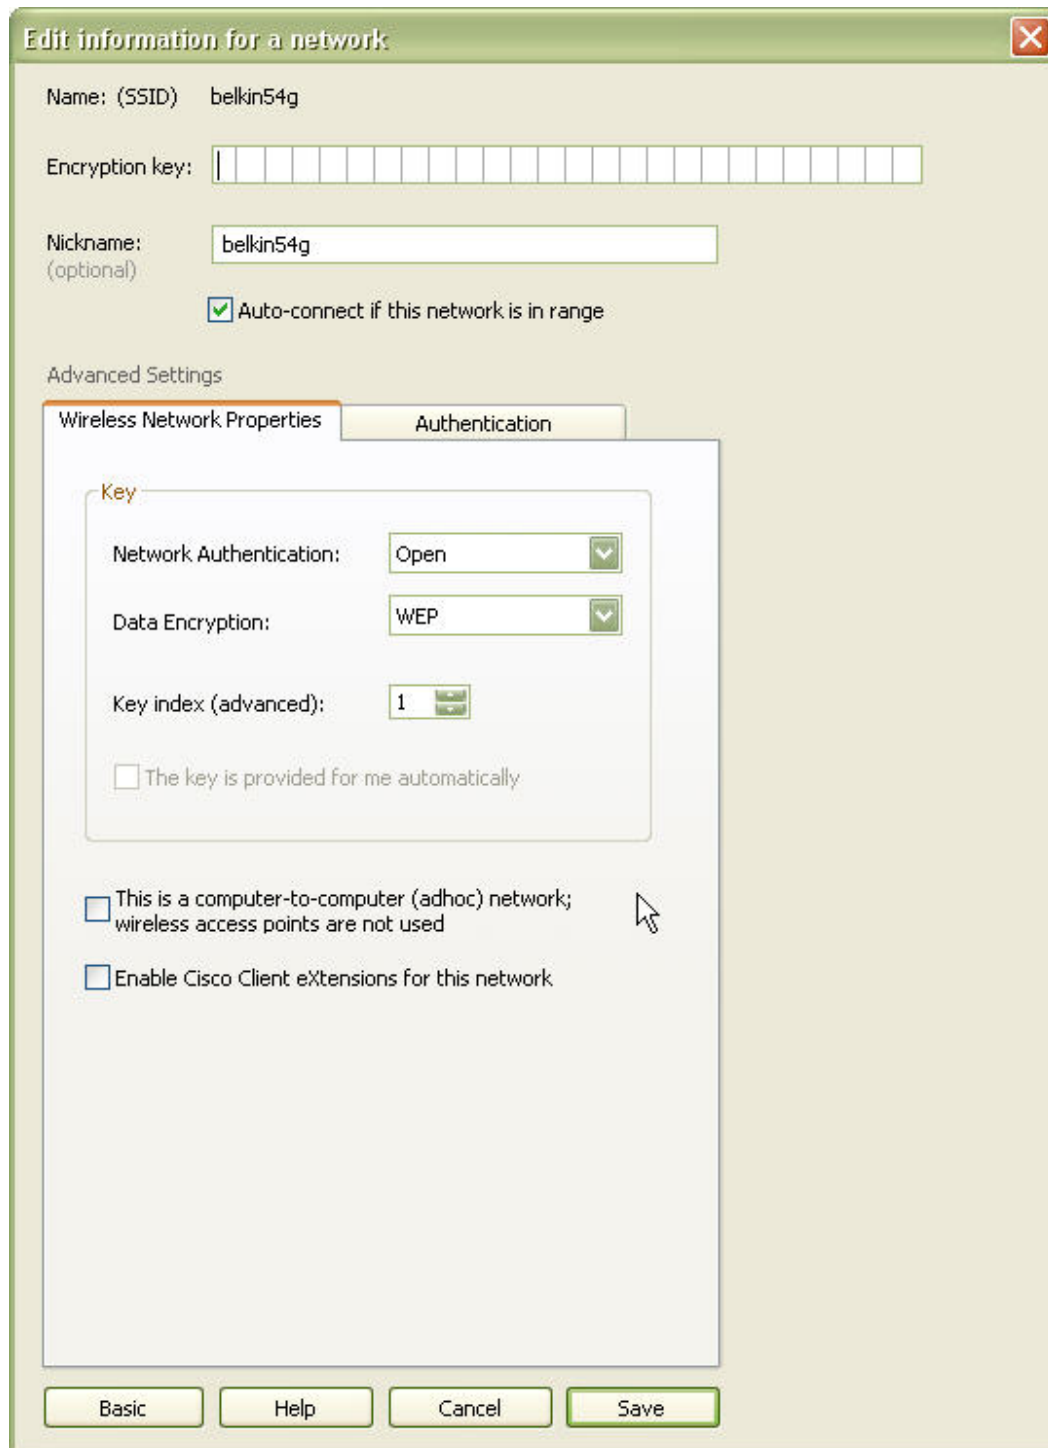 Edit information for a network
Name: (SSID) belkin54g
Encryption key:
Nickname: belkin54g
(optional)
Auto-connect if this network is in range
Advanced Settings
Wireless Network Properties Authentication
Key
Network Authentication: Open
Data Encryption: WEP
Key index (advanced): 1
The key is provided for me automatically
This is a computer-to-computer (adhoc) network;
wireless access points are not used
Enable Cisco Client eXtensions for this network
Basic Help Cancel Save